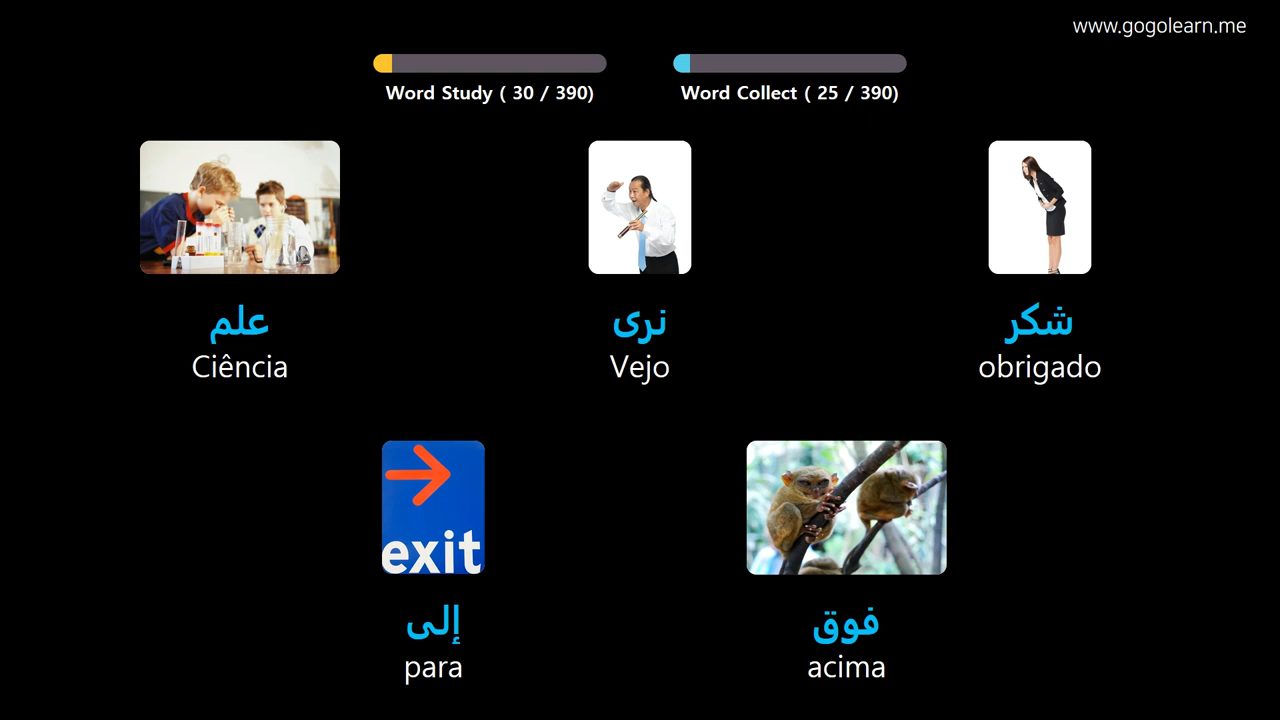 www.gogolearn.me
Word Study ( 30 / 390)
Word Collect ( 25 / 390)
علم
Ciência
نرى
Vejo
شكر
obrigado
exit
إلى
para
فوق
acima